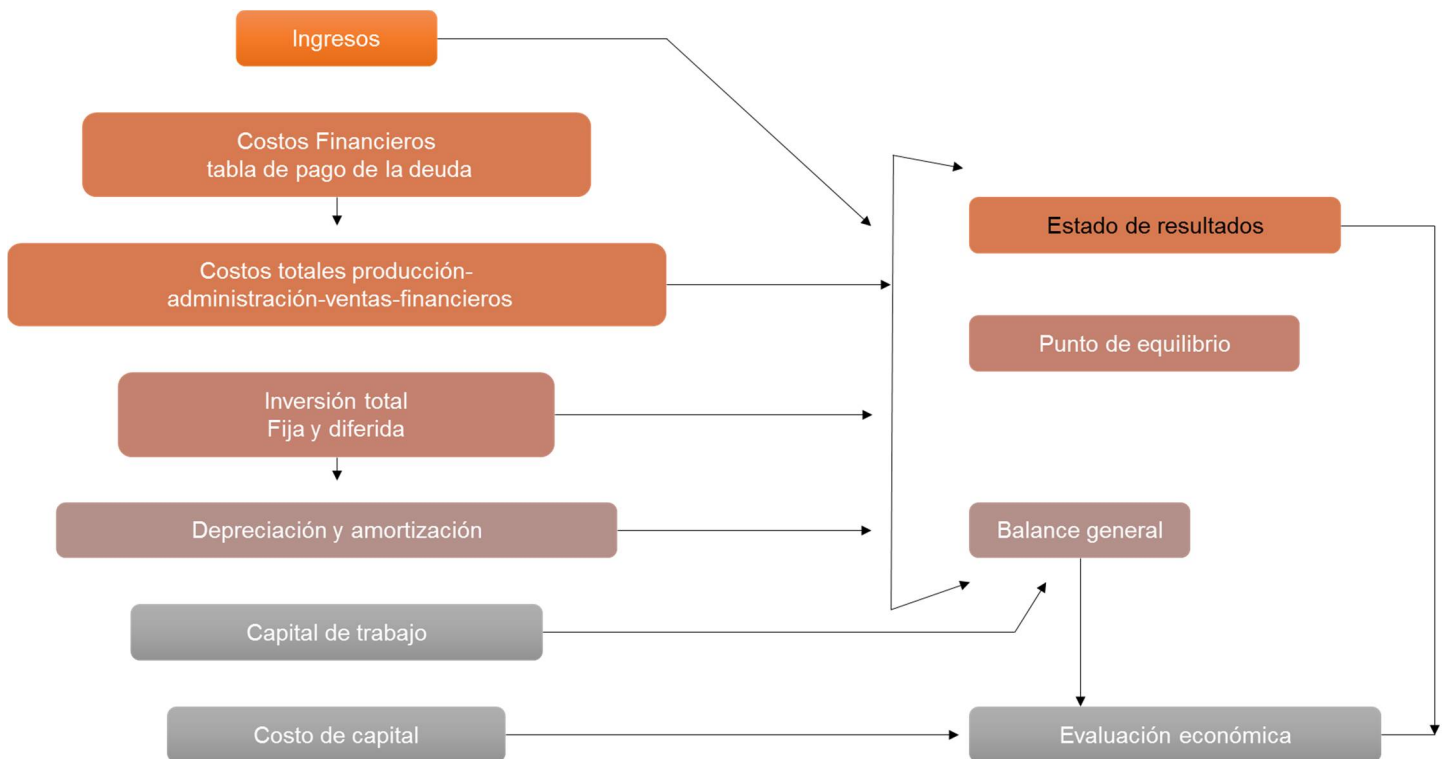 Ingresos
Costos Financieros
tabla de pago de la deuda
Costos totales producción-
administración-ventas-financieros
Inversión total
Fija y diferida
Depreciación y amortización
Capital de trabajo
Costo de capital
Estado de resultados
Punto de equilibrio
Balance general
Evaluación económica